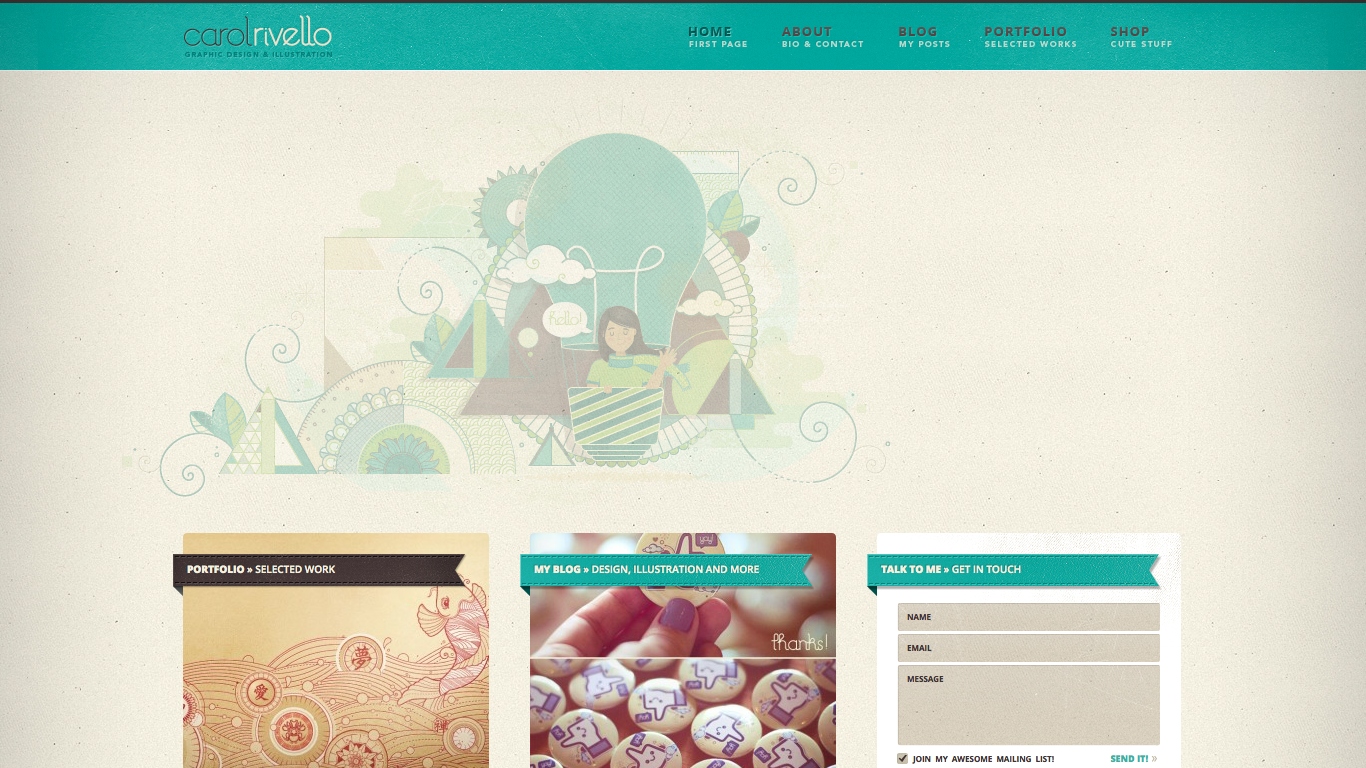 carolrivello
GRAPHIC DESIGN & ILLUSTRATION
HOME
FIRST PAGE
ABOUT
BIO & CONTACT
BLOG
MY POSTS
PORTFOLIO
SELECTED WORKS
SHOP
CUTE STUFF
hello!
PORTFOLIO » SELECTED WORK
夢
愛
yay!
MY BLOG » DESIGN, ILLUSTRATION AND MORE
thanks!
TALK TO ME » GET IN TOUCH
NAME
EMAIL
MESSAGE
JOIN MY AWESOME MAILING LIST!
SEND IT! »